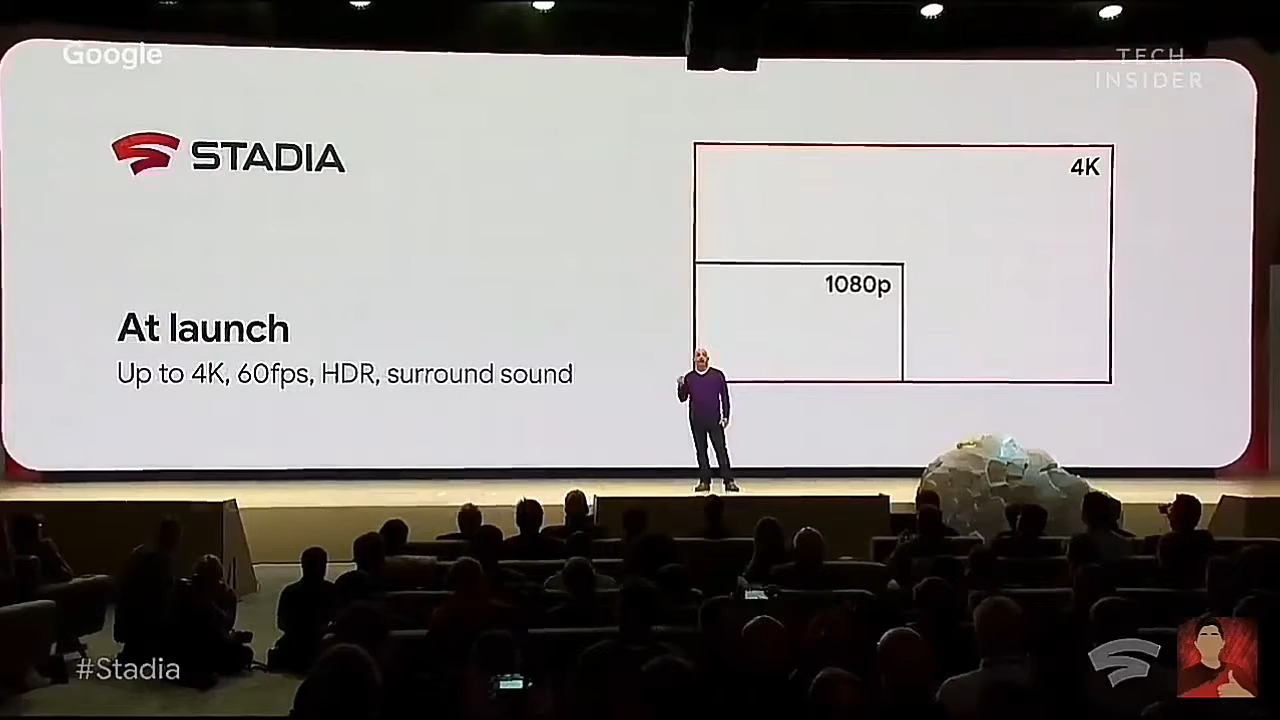 Google
TECH
INSIDER
STADIA
4K
1080p
At launch
Up to 4K, 60fps, HDR, surround sound
#Stadia